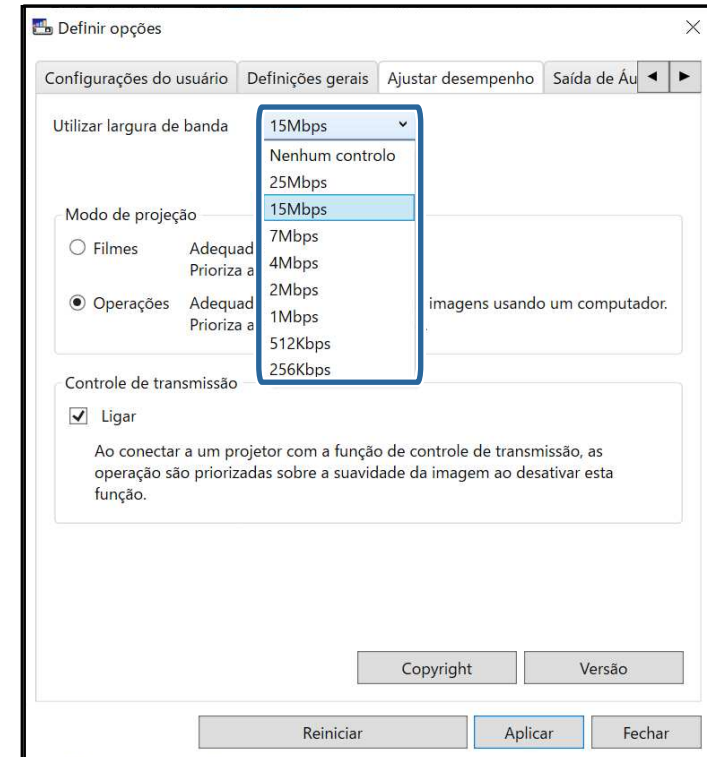 Definir opções
Configurações do usuário Definições gerais Ajustar desempenho Saída de Áu
Utilizar largura de banda 15Mbps
Nenhum controlo
25Mbps
15Mbps
7Mbps
4Mbps
2Mbps
1Mbps
512Kbps
256Kbps
Modo de projeção
Filmes Adequad
Prioriza a
Operações Adequad imagens usando um computador.
Prioriza a
Controle de transmissão
Ligar
Ao conectar a um projetor com a função de controle de transmissão, as
operação são priorizadas sobre a suavidade da imagem ao desativar esta
função.
Copyright Versão
Reiniciar Aplicar Fechar